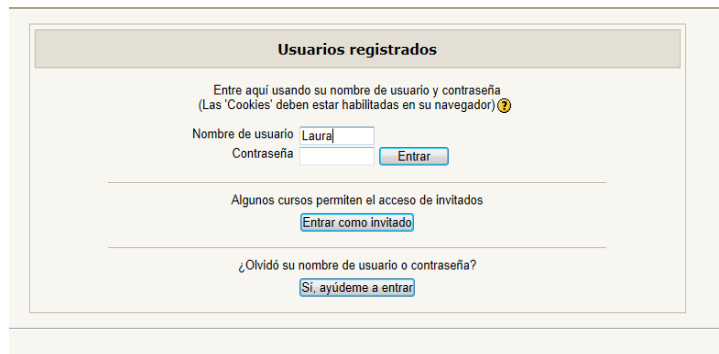 Usuarios registrados
Entre aquí usando su nombre de usuario y contraseña
(Las 'Cookies' deben estar habilitadas en su navegador) ?
Nombre de usuario Laura
Contraseña Entrar
Algunos cursos permiten el acceso de invitados
Entrar como invitado
¿Olvidó su nombre de usuario o contraseña?
Sí, ayúdeme a entrar